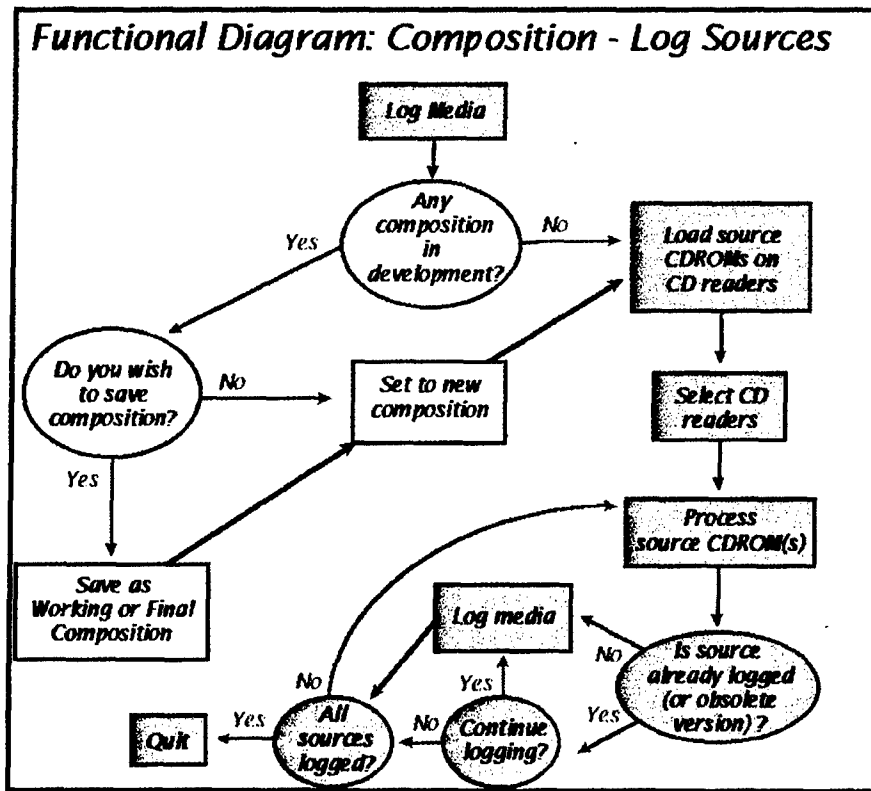 Functional Diagram: Composition - Log Sources
Log Media
Any
composition
in
development?
Yes
No
Load source
CDROMs on
CD readers
Do you wish
to save
composition?
No
Set to new
composition
Select CD
readers
Yes
Process
source CDROM(s)
Save as
Working or Final
Composition
Log media
No
Is source
already logged
(or obsolete
version) ?
No
Yes
Yes
All
sources
logged?
No
Continue
logging?
Yes
Quit